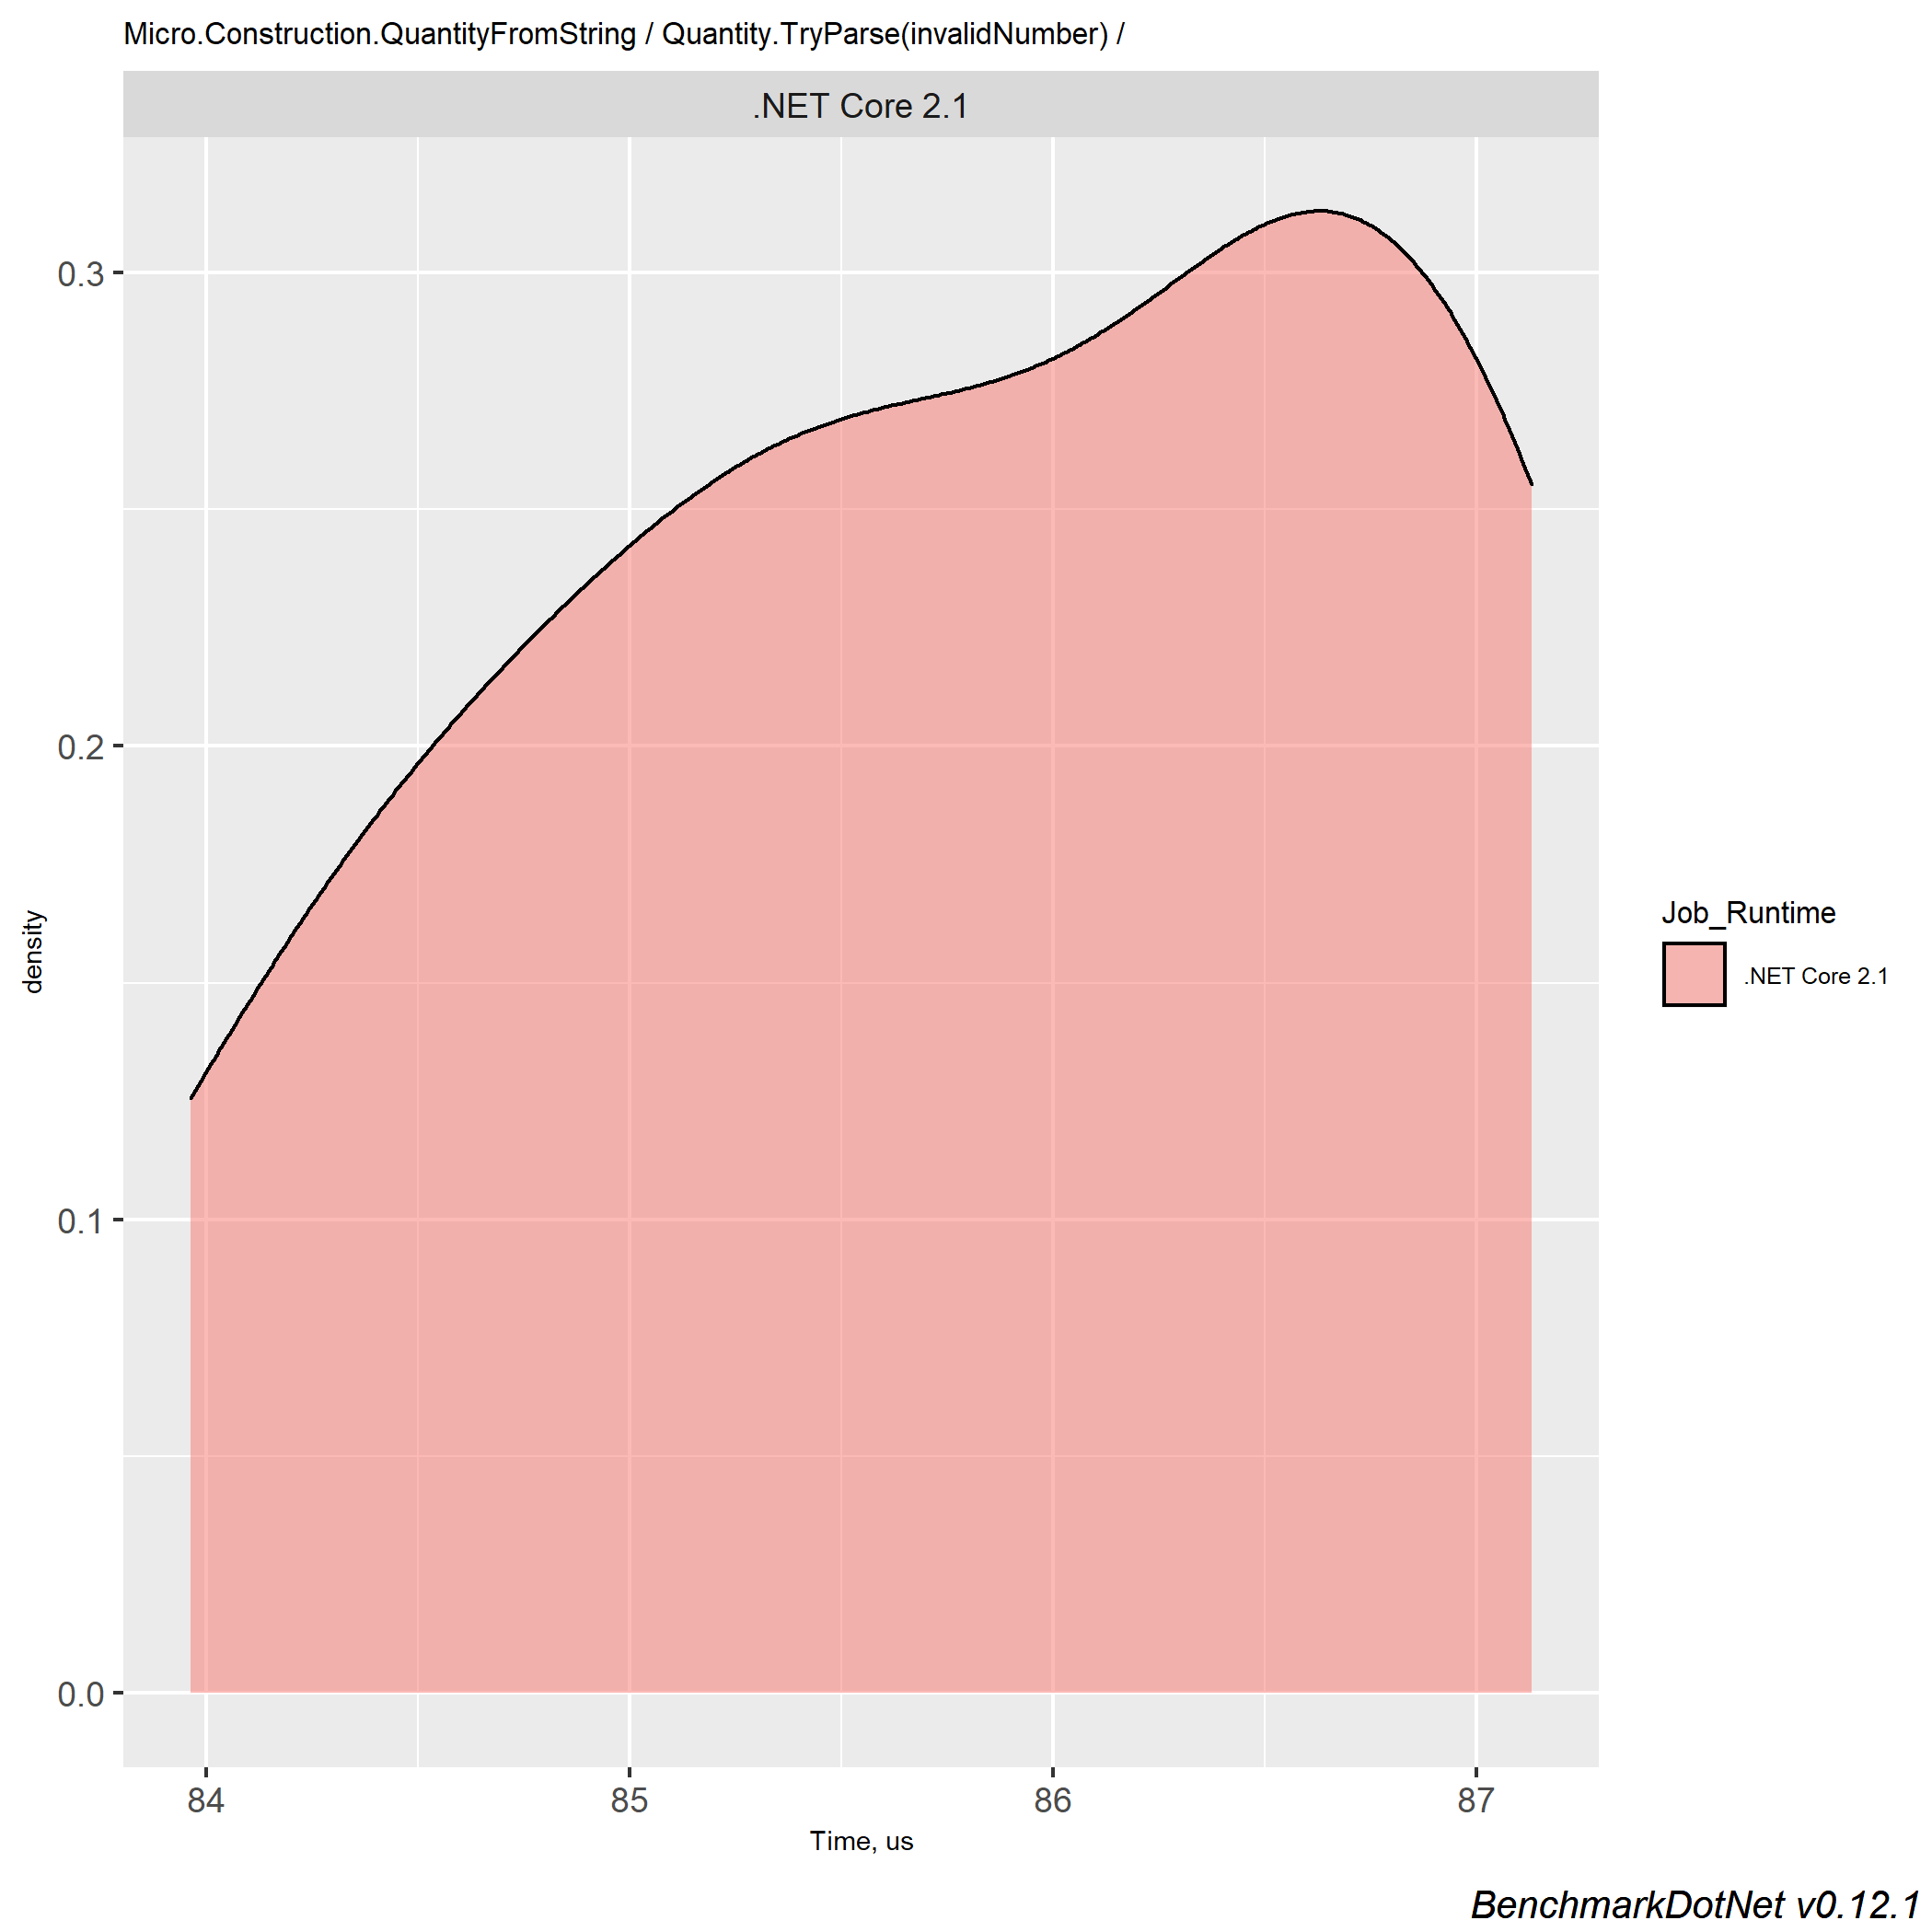 Micro.Construction.QuantityFromString / Quantity.TryParse(invalidNumber) /
.NET Core 2.1
0.3
0.2
0.1
0.0
density
84 85 86 87
Time, us
Job_Runtime
.NET Core 2.1
BenchmarkDotNet v0.12.1